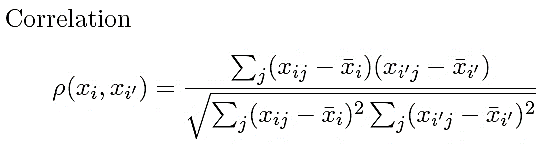 Correlation
ρ(x_i, x_{i'}) = \frac{\sum_j (x_{ij} - \bar{x}_i)(x_{i'j} - \bar{x}_{i'})}{\sqrt{\sum_j (x_{ij} - \bar{x}_i)^2 \sum_j (x_{i'j} - \bar{x}_{i'})^2}}